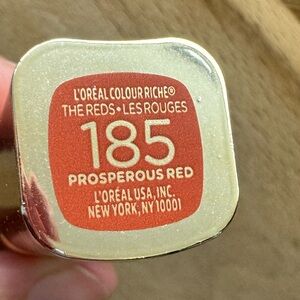 L'ORÉAL COLOUR RICHE®
THE REDS • LES ROUGES
185
PROSPEROUS RED
L'ORÉAL USA, INC.
NEW YORK, NY 10001